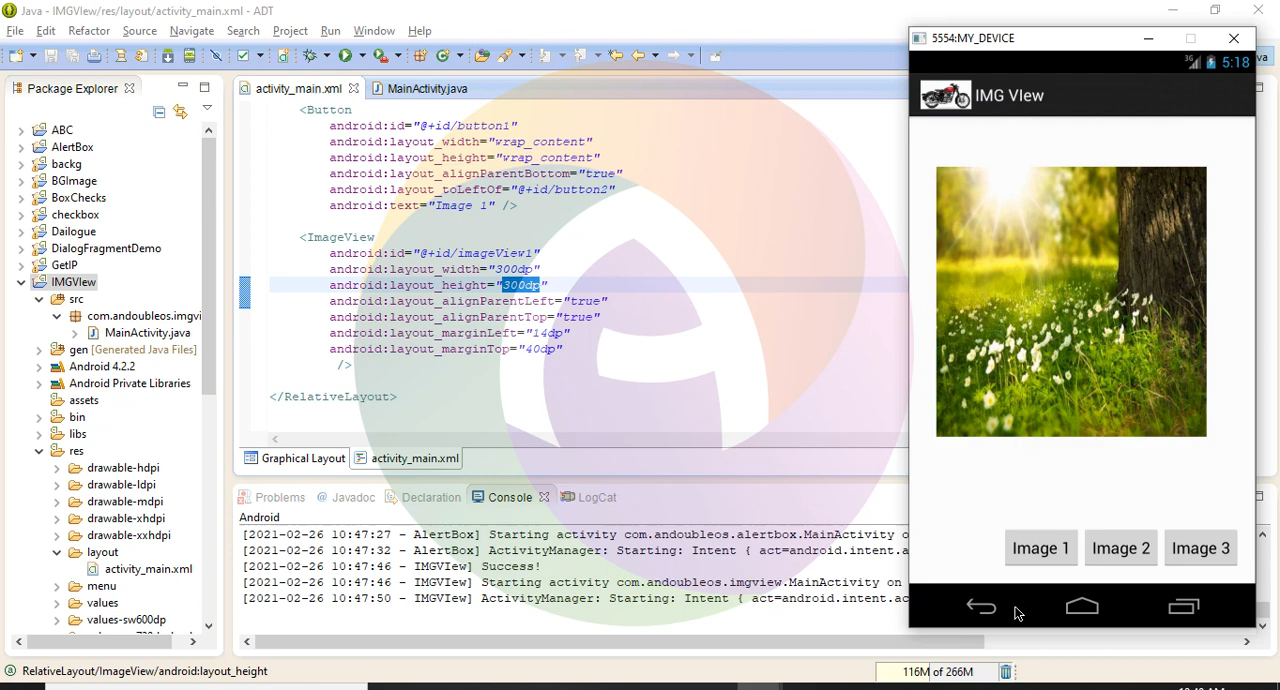 Java - IMGVIew/res/layout/activity_main.xml - ADT
File Edit Refactor Source Navigate Search Project Run Window Help
Package Explorer
ABC
AlertBox
backg
BGImage
BoxChecks
checkbox
Dailogue
DialogFragmentDemo
GetIP
IMGVIew
src
com.andoubleos.imgvi
MainActivity.java
gen [Generated Java Files]
Android 4.2.2
Android Private Libraries
assets
bin
libs
res
drawable-hdpi
drawable-ldpi
drawable-mdpi
drawable-xhdpi
drawable-xxhdpi
layout
activity_main.xml
menu
values
values-sw600dp
activity_main.xml MainActivity.java
<Button
android:id="@+id/button1"
android:layout_width="wrap_content"
android:layout_height="wrap_content"
android:layout_alignParentBottom="true"
android:layout_toLeftOf="@+id/button2"
android:text="Image 1" />
<ImageView
android:id="@+id/imageView1"
android:layout_width="300dp"
android:layout_height="300dp"
android:layout_alignParentLeft="true"
android:layout_alignParentTop="true"
android:layout_marginLeft="14dp"
android:layout_marginTop="40dp"
/>
</RelativeLayout>
Graphical Layout activity_main.xml
Problems @ Javadoc Declaration Console LogCat
Android
[2021-02-26 10:47:27 - AlertBox] Starting activity com.andoubleos.alertbox.MainActivity o
[2021-02-26 10:47:32 - AlertBox] ActivityManager: Starting: Intent { act=android.intent.a
[2021-02-26 10:47:46 - IMGVIew] Success!
[2021-02-26 10:47:46 - IMGVIew] Starting activity com.andoubleos.imgview.MainActivity on
[2021-02-26 10:47:50 - IMGVIew] ActivityManager: Starting: Intent { act=android.intent.ac
5554:MY_DEVICE
3G 5:18
IMG VIew
Image 1 Image 2 Image 3
va
RelativeLayout/ImageView/android:layout_height
116M of 266M